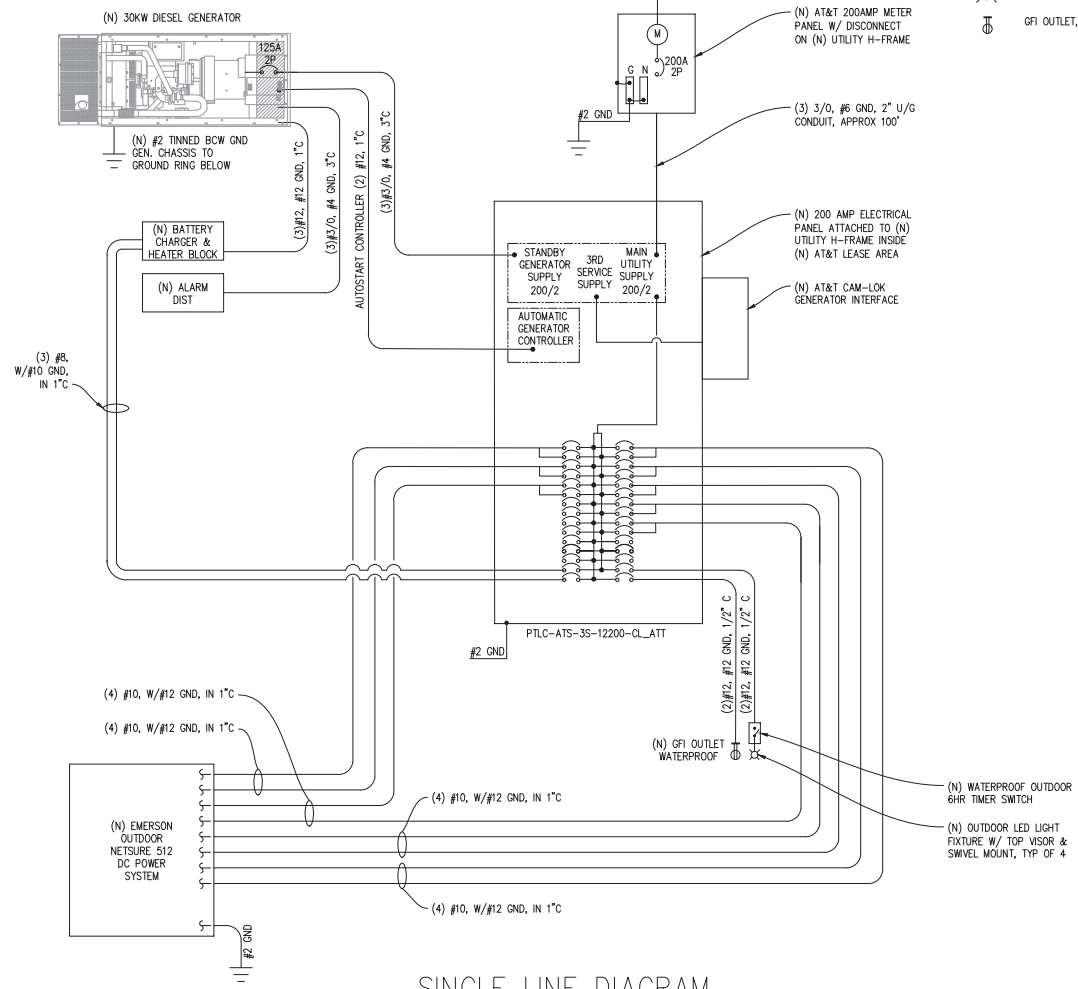 (N) 30KW DIESEL GENERATOR
125A
2P
(N) #2 TINNED BCW GND
GEN. CHASSIS TO
GROUND RING BELOW
(3)#12, #12 GND, 1"C
(3)#3/0, #4 GND, 3"C
AUTOSTART CONTROLLER (2) #12, 1"C
(3)#3/0, #4 GND, 3"C
M
200A
2P
G N
#2 GND
(N) AT&T 200AMP METER
PANEL W/ DISCONNECT
ON (N) UTILITY H-FRAME
GFI OUTLET,
(3) 3/0, #6 GND, 2" U/G
CONDUIT, APPROX 100'
(N) BATTERY
CHARGER &
HEATER BLOCK
(N) ALARM
DIST
STANDBY
GENERATOR
SUPPLY
200/2
3RD
SERVICE
SUPPLY
MAIN
UTILITY
SUPPLY
200/2
AUTOMATIC
GENERATOR
CONTROLLER
(N) 200 AMP ELECTRICAL
PANEL ATTACHED TO (N)
UTILITY H-FRAME INSIDE
(N) AT&T LEASE AREA
(N) AT&T CAM-LOK
GENERATOR INTERFACE
(3) #8,
W/#10 GND,
IN 1"C
PTLC-ATS-3S-12200-CL_ATT
#2 GND
(2)#12, #12 GND, 1/2" C
(2)#12, #12 GND, 1/2" C
(4) #10, W/#12 GND, IN 1"C
(4) #10, W/#12 GND, IN 1"C
(N) GFI OUTLET
WATERPROOF
(N) WATERPROOF OUTDOOR
6HR TIMER SWITCH
(N) OUTDOOR LED LIGHT
FIXTURE W/ TOP VISOR &
SWIVEL MOUNT, TYP OF 4
(N) EMERSON
OUTDOOR
NETSURE 512
DC POWER
SYSTEM
(4) #10, W/#12 GND, IN 1"C
(4) #10, W/#12 GND, IN 1"C
#2 GND
SINGLE LINE DIAGRAM